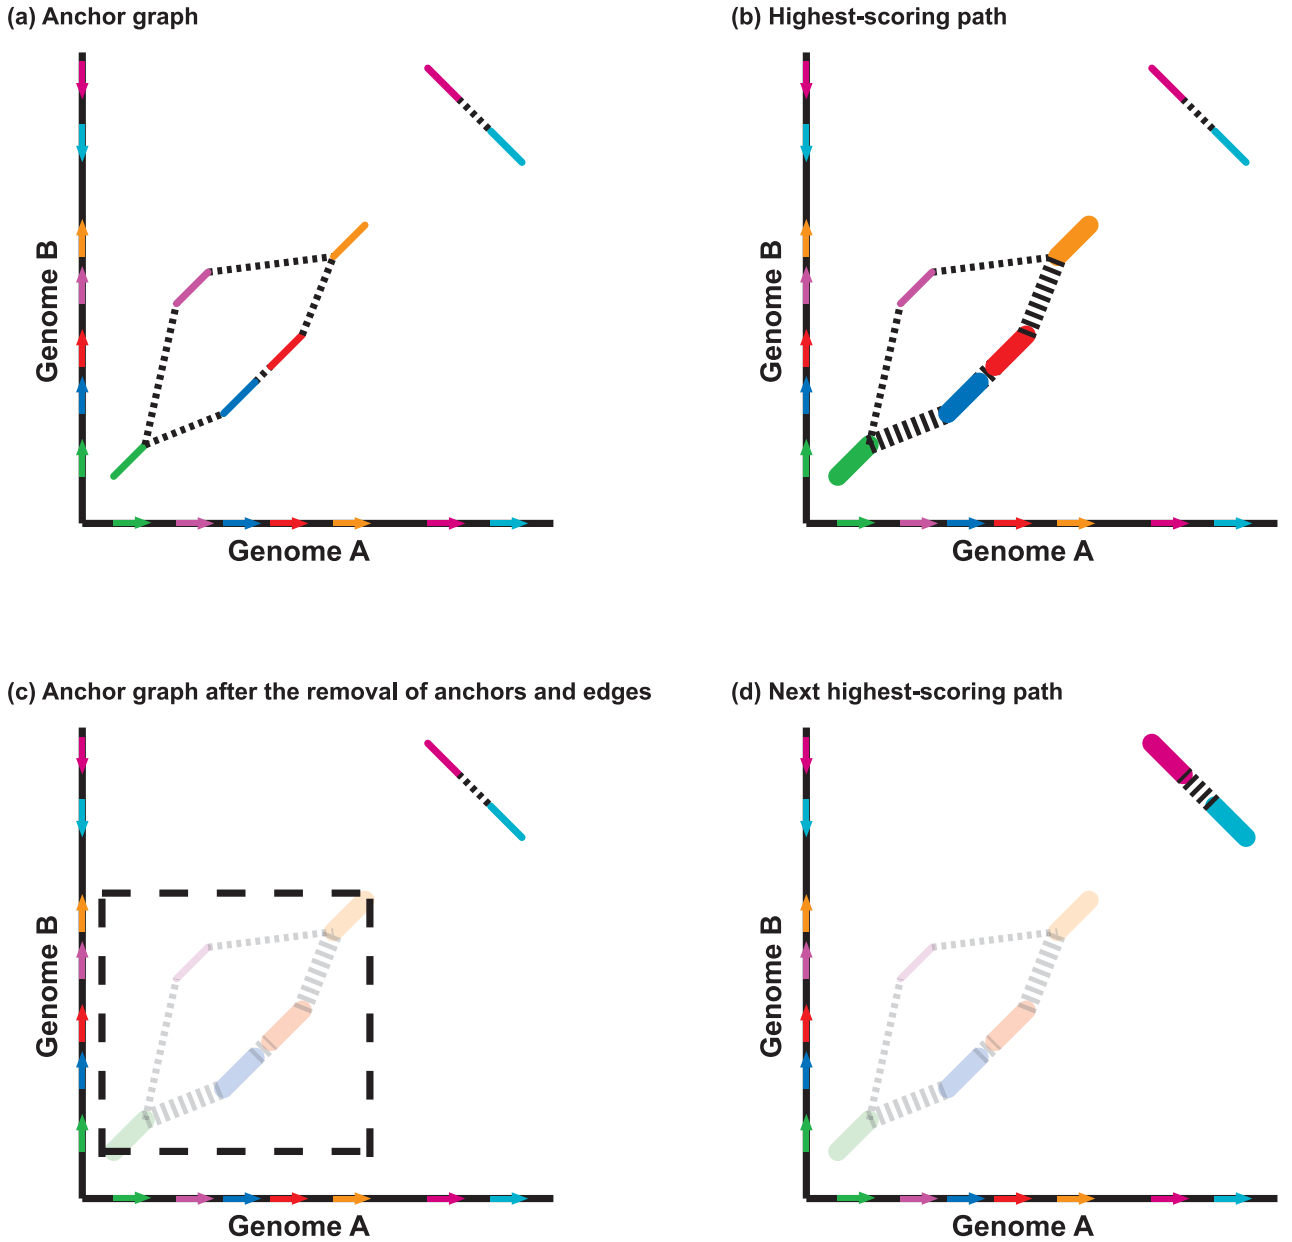 (a) Anchor graph
(b) Highest-scoring path
Genome B
Genome A
Genome B
Genome A
(c) Anchor graph after the removal of anchors and edges
(d) Next highest-scoring path
Genome B
Genome A
Genome B
Genome A